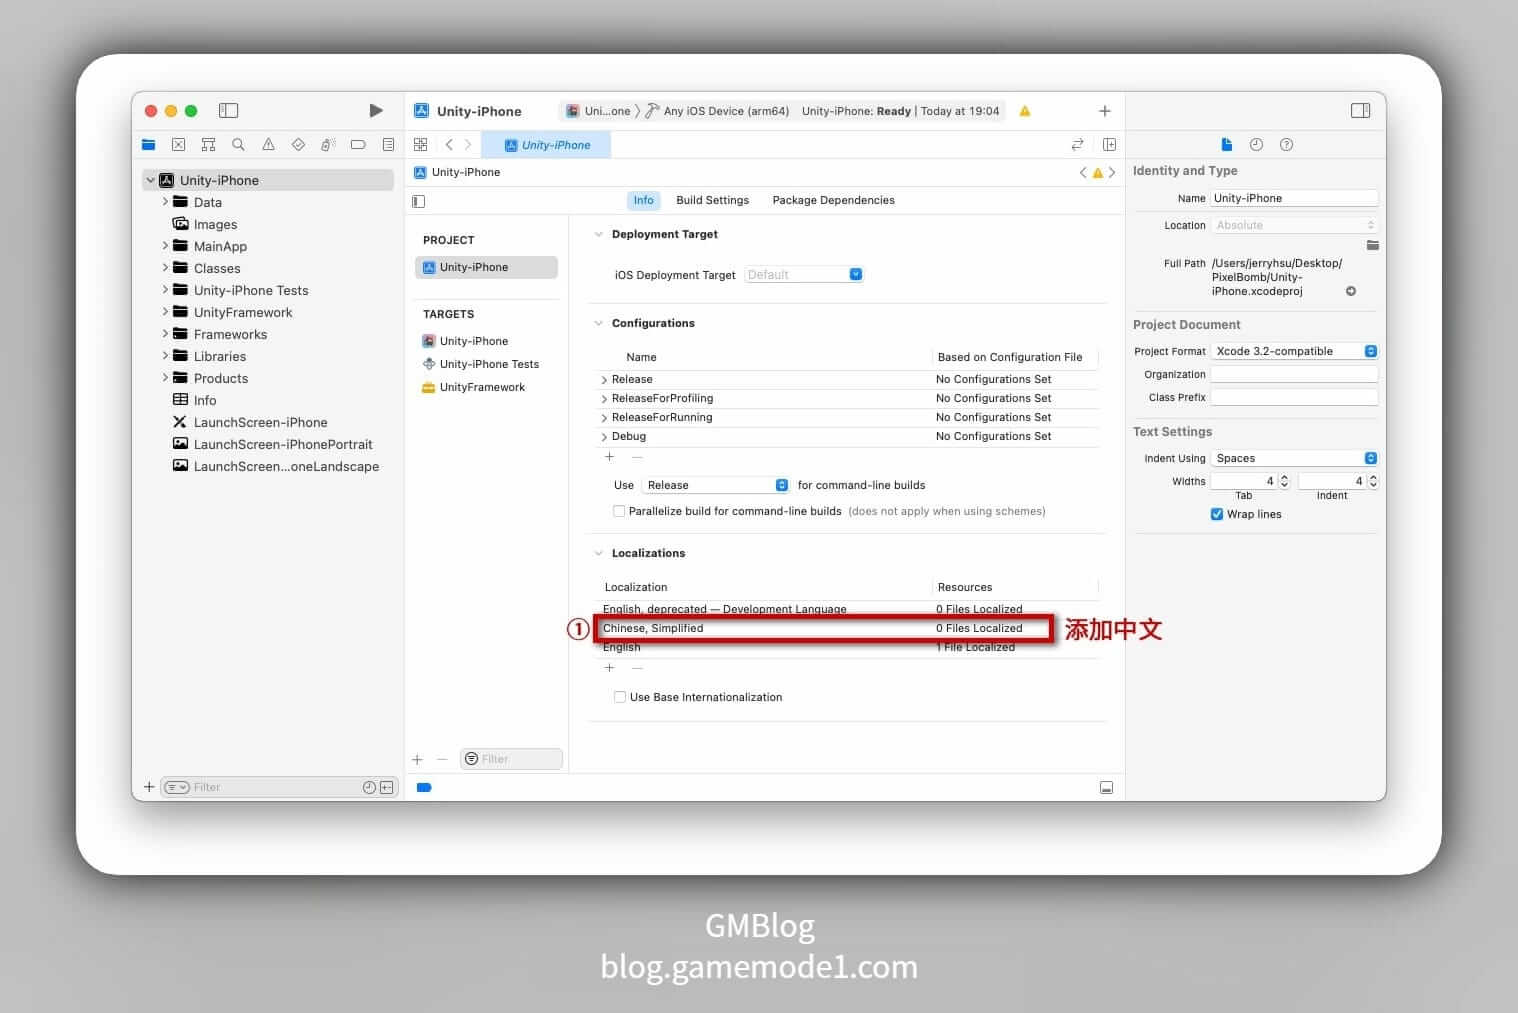 Unity-iPhone
Uni...one
Any iOS Device (arm64)
Unity-iPhone: Ready | Today at 19:04
Unity-iPhone
Unity-iPhone
Data
Images
MainApp
Classes
Unity-iPhone Tests
UnityFramework
Frameworks
Libraries
Products
Info
LaunchScreen-iPhone
LaunchScreen-iPhonePortrait
LaunchScreen...oneLandscape
Filter
Unity-iPhone
Info
Build Settings
Package Dependencies
PROJECT
Unity-iPhone
TARGETS
Unity-iPhone
Unity-iPhone Tests
UnityFramework
Filter
Deployment Target
iOS Deployment Target Default
Configurations
Name Based on Configuration File
Release No Configurations Set
ReleaseForProfiling No Configurations Set
ReleaseForRunning No Configurations Set
Debug No Configurations Set
Use Release for command-line builds
Parallelize build for command-line builds (does not apply when using schemes)
Localizations
Localization Resources
English, deprecated — Development Language 0 Files Localized
① Chinese, Simplified 0 Files Localized 添加中文
English 1 File Localized
Use Base Internationalization
Identity and Type
Name Unity-iPhone
Location Absolute
Full Path /Users/jerryhsu/Desktop/
PixelBomb/Unity-
iPhone.xcodeproj
Project Document
Project Format Xcode 3.2-compatible
Organization
Class Prefix
Text Settings
Indent Using Spaces
Widths 4 4
Tab Indent
Wrap lines
GMBlog
blog.gamemode1.com